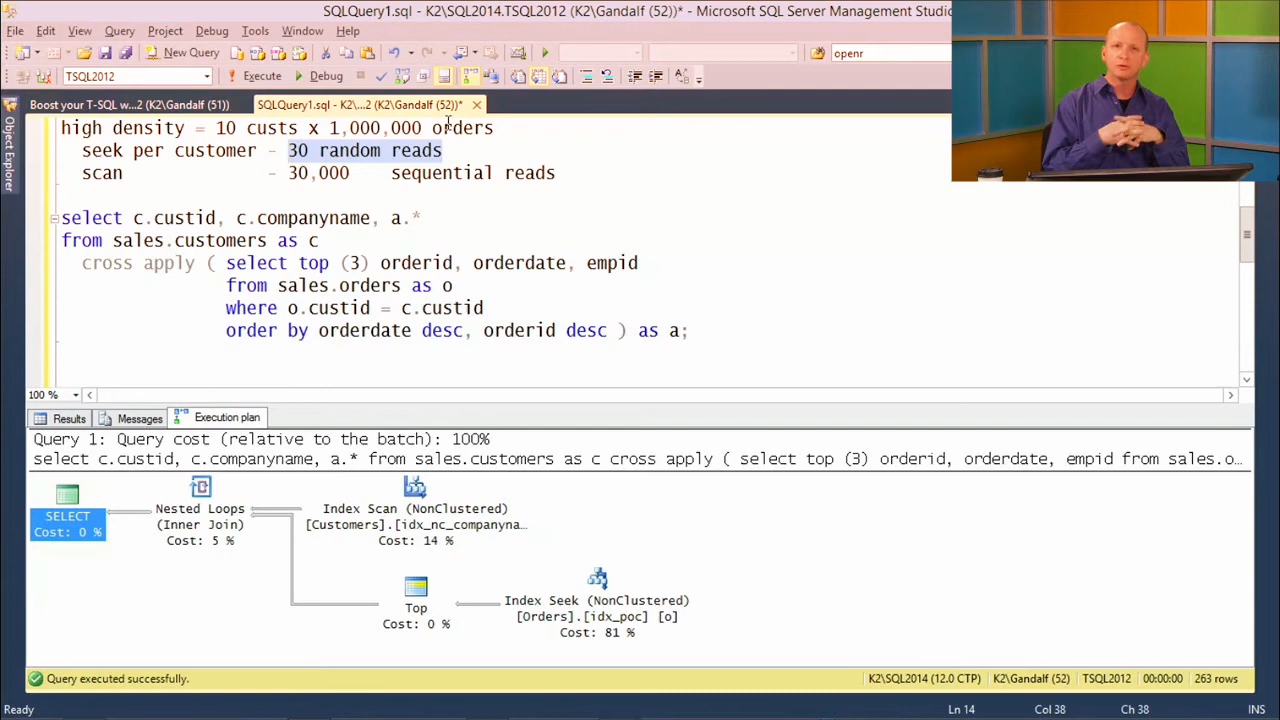 SQLQuery1.sql - K2\SQL2014.TSQL2012 (K2\Gandalf (52))* - Microsoft SQL Server Management Studio
File Edit View Query Project Debug Tools Window Help
New Query openr
TSQL2012 Execute Debug
Boost your T-SQL w...2 (K2\Gandalf (51)) SQLQuery1.sql - K2\...2 (K2\Gandalf (52))*
Object Explorer
high density = 10 custs x 1,000,000 orders
seek per customer - 30 random reads
scan - 30,000 sequential reads
select c.custid, c.companyname, a.*
from sales.customers as c
cross apply ( select top (3) orderid, orderdate, empid
from sales.orders as o
where o.custid = c.custid
order by orderdate desc, orderid desc ) as a;
100 %
Results Messages Execution plan
Query 1: Query cost (relative to the batch): 100%
select c.custid, c.companyname, a.* from sales.customers as c cross apply ( select top (3) orderid, orderdate, empid from sales.o...
SELECT
Cost: 0 %
Nested Loops
(Inner Join)
Cost: 5 %
Index Scan (NonClustered)
[Customers].[idx_nc_companyna...
Cost: 14 %
Top
Cost: 0 %
Index Seek (NonClustered)
[Orders].[idx_poc] [o]
Cost: 81 %
Query executed successfully. K2\SQL2014 (12.0 CTP) K2\Gandalf (52) TSQL2012 00:00:00 263 rows
Ready Ln 14 Col 38 Ch 38 INS